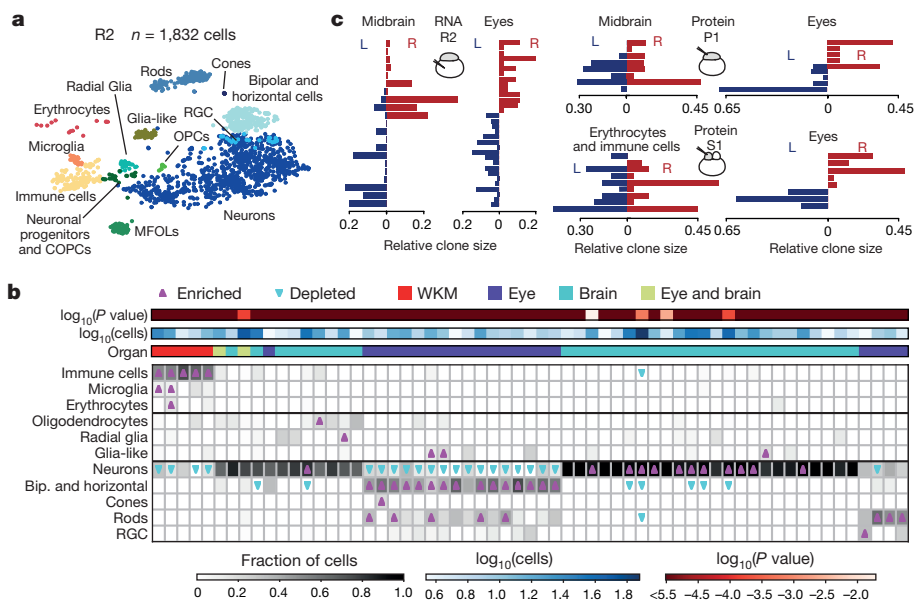 a
R2 n = 1,832 cells
Rods
Cones
Radial Glia
Bipolar and
horizontal cells
Erythrocytes
Glia-like
RGC
OPCs
Microglia
Immune cells
Neuronal
progenitors
and COPCs
MFOLs
Neurons
c
Midbrain
RNA
R2
Eyes
L
R
L
R
0.2
0
0.2
0.2
0
0.2
Relative clone size
Midbrain
Protein
P1
Eyes
L
R
L
R
0.30
0
0.45
0.65
0
0.45
Erythrocytes
and immune cells
Protein
S1
Eyes
L
R
L
R
0.30
0
0.45
0.65
0
0.45
Relative clone size
Relative clone size
b
Enriched
Depleted
WKM
Eye
Brain
Eye and brain
log10(P value)
log10(cells)
Organ
Immune cells
Microglia
Erythrocytes
Oligodendrocytes
Radial glia
Glia-like
Neurons
Bip. and horizontal
Cones
Rods
RGC
Fraction of cells
0 0.2 0.4 0.6 0.8 1.0
log10(cells)
0.6 0.8 1.0 1.2 1.4 1.6 1.8
log10(P value)
<5.5 −4.5 −4.0 −3.5 −3.0 −2.5 −2.0